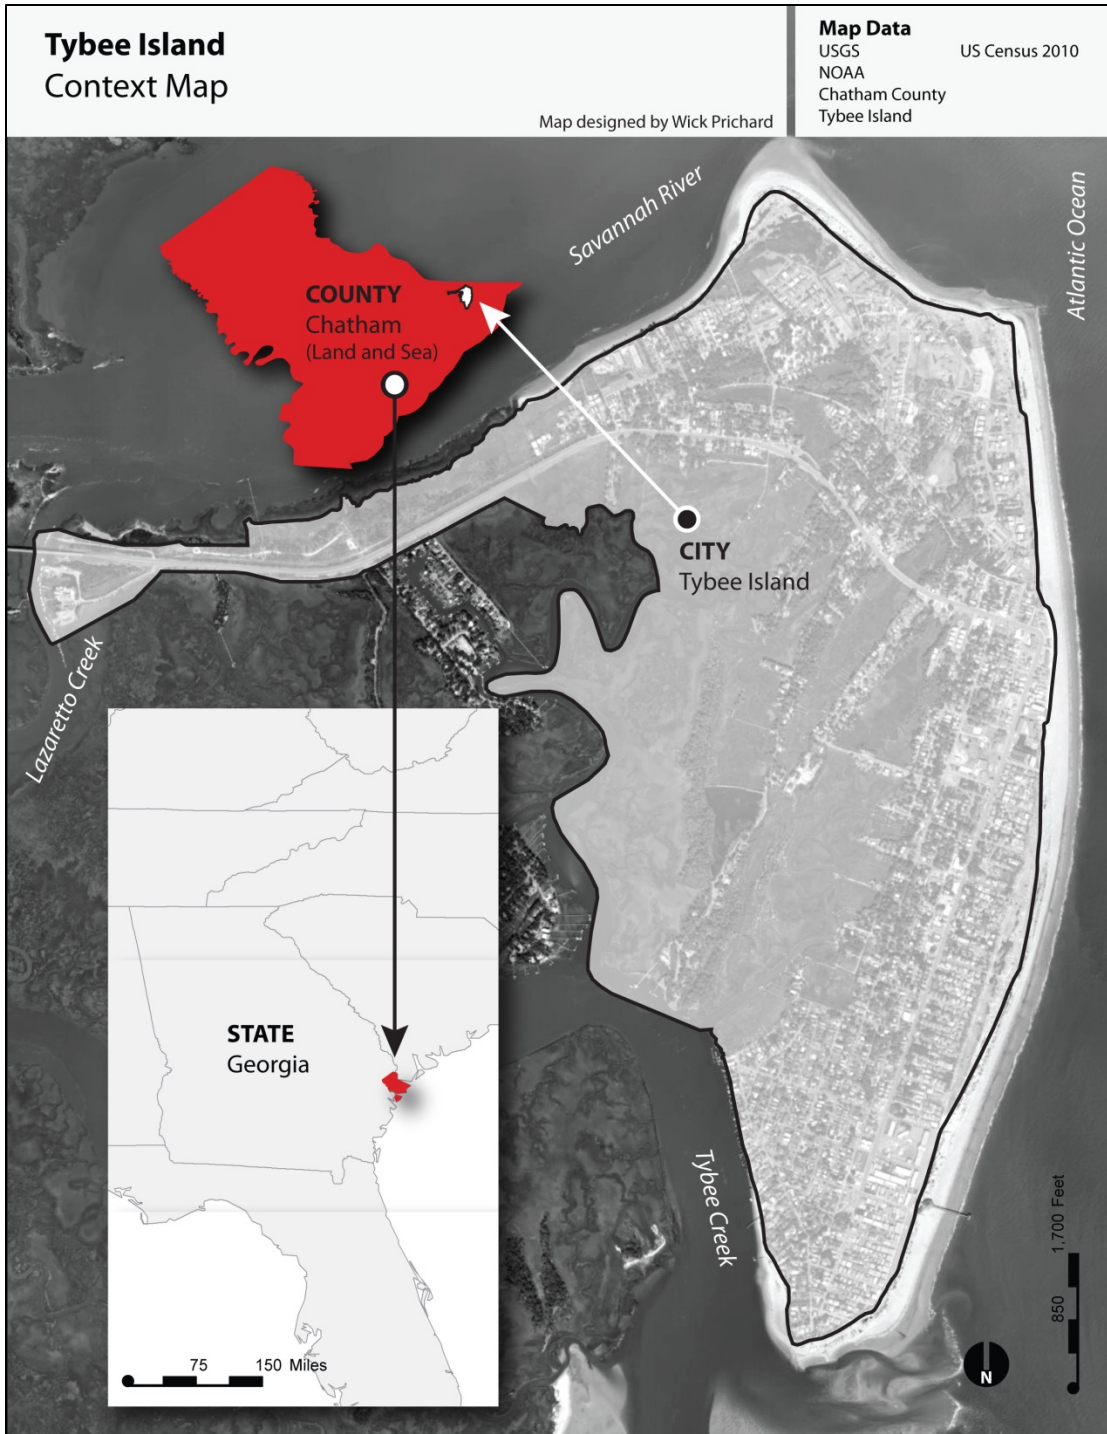 Tybee Island
Context Map
Map designed by Wick Prichard
Map Data
USGS
US Census 2010
NOAA
Chatham County
Tybee Island
Savannah River
Atlantic Ocean
COUNTY
Chatham
(Land and Sea)
CITY
Tybee Island
Lazaretto Creek
STATE
Georgia
75
150 Miles
Tybee Creek
850
1,700 Feet
N